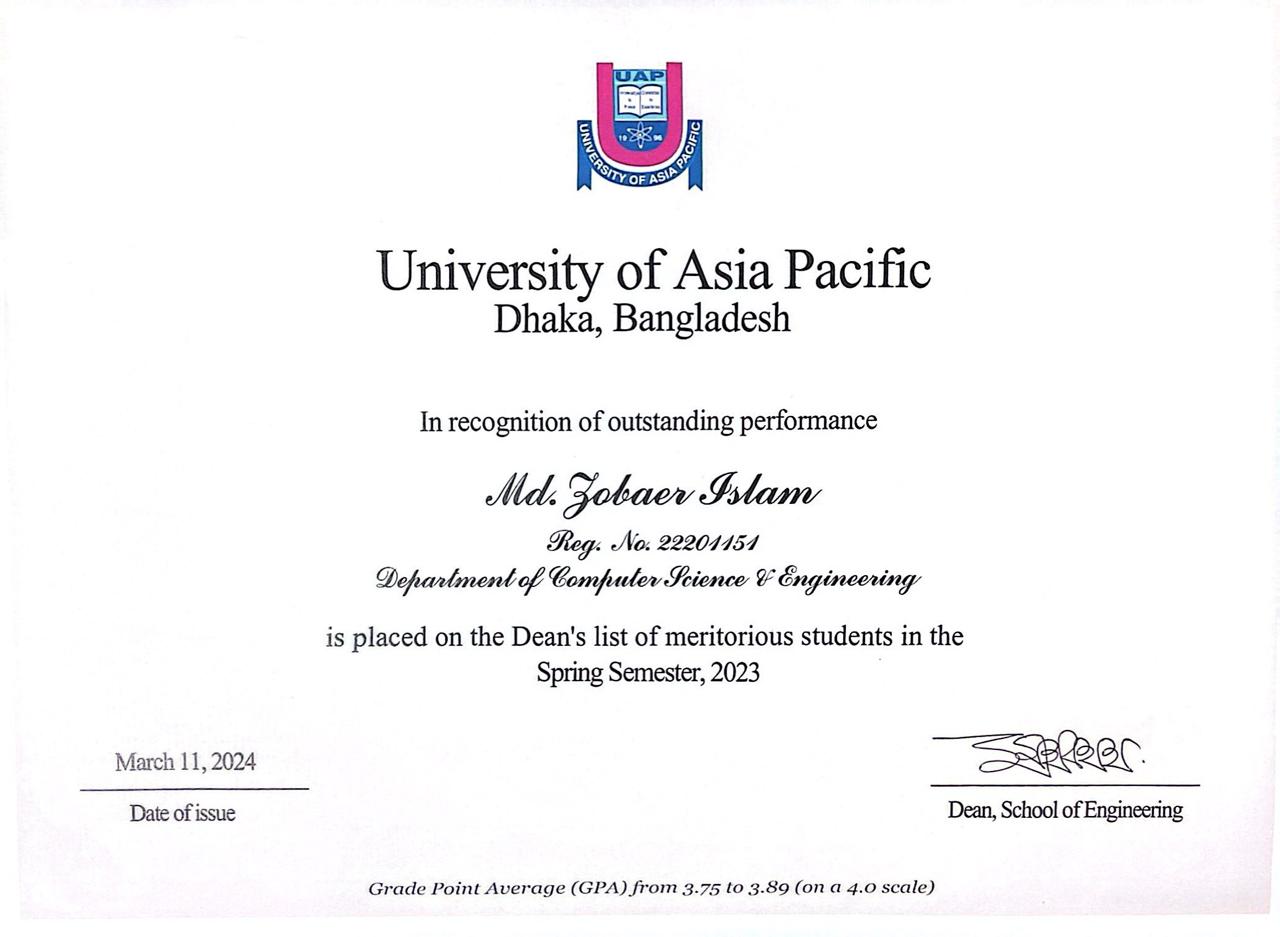 UAP
19 96
UNIVERSITY OF ASIA PACIFIC
University of Asia Pacific
Dhaka, Bangladesh
In recognition of outstanding performance
Md. Zobaer Islam
Reg. No. 22201151
Department of Computer Science & Engineering
is placed on the Dean's list of meritorious students in the
Spring Semester, 2023
March 11, 2024
Date of issue
Dean, School of Engineering
Grade Point Average (GPA) from 3.75 to 3.89 (on a 4.0 scale)